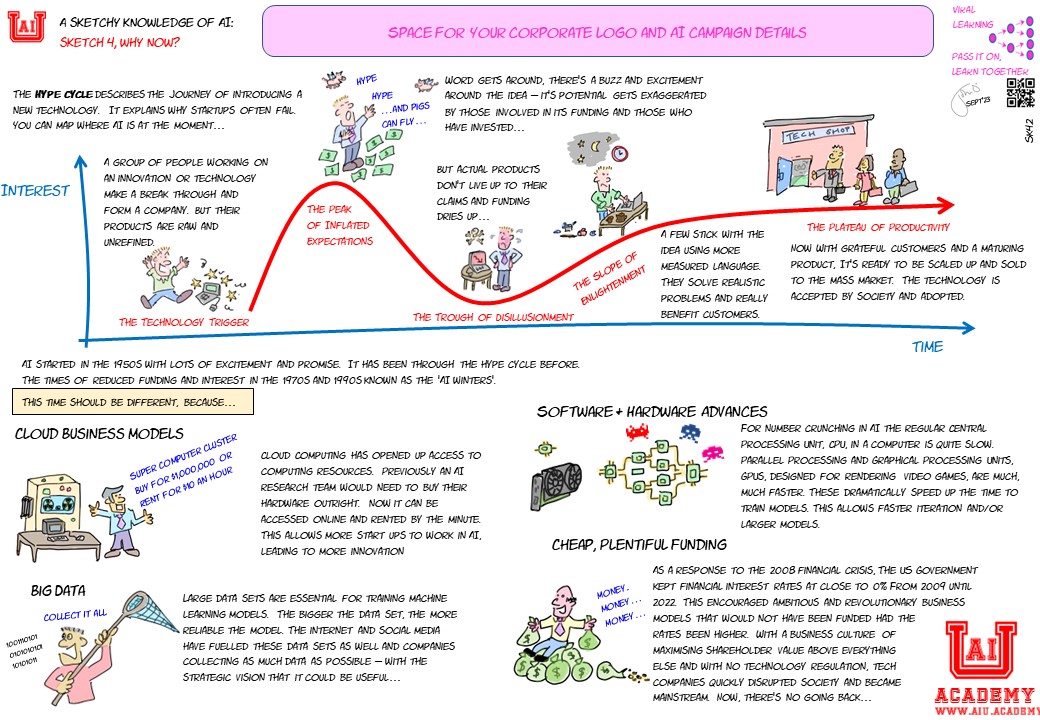 AI
A SKETCHY KNOWLEDGE OF AI:
SKETCH 4, WHY NOW?
SPACE FOR YOUR CORPORATE LOGO AND AI CAMPAIGN DETAILS
VIRAL
LEARNING
PASS IT ON,
LEARN TOGETHER
SEPT'23
SK4.2
THE HYPE CYCLE DESCRIBES THE JOURNEY OF INTRODUCING A
NEW TECHNOLOGY. IT EXPLAINS WHY STARTUPS OFTEN FAIL.
YOU CAN MAP WHERE AI IS AT THE MOMENT...
HYPE
HYPE
...AND PIGS
CAN FLY...
WORD GETS AROUND, THERE'S A BUZZ AND EXCITEMENT
AROUND THE IDEA – IT'S POTENTIAL GETS EXAGGERATED
BY THOSE INVOLVED IN ITS FUNDING AND THOSE WHO
HAVE INVESTED...
TECH SHOP
INTEREST
A GROUP OF PEOPLE WORKING ON
AN INNOVATION OR TECHNOLOGY
MAKE A BREAK THROUGH AND
FORM A COMPANY. BUT THEIR
PRODUCTS ARE RAW AND
UNREFINED.
THE TECHNOLOGY TRIGGER
THE PEAK
OF INFLATED
EXPECTATIONS
BUT ACTUAL PRODUCTS
DON'T LIVE UP TO THEIR
CLAIMS AND FUNDING
DRIES UP...
THE TROUGH OF DISILLUSIONMENT
THE SLOPE OF
ENLIGHTENMENT
A FEW STICK WITH THE
IDEA USING MORE
MEASURED LANGUAGE.
THEY SOLVE REALISTIC
PROBLEMS AND REALLY
BENEFIT CUSTOMERS.
THE PLATEAU OF PRODUCTIVITY
NOW WITH GRATEFUL CUSTOMERS AND A MATURING
PRODUCT, IT'S READY TO BE SCALED UP AND SOLD
TO THE MASS MARKET. THE TECHNOLOGY IS
ACCEPTED BY SOCIETY AND ADOPTED.
TIME
AI STARTED IN THE 1950S WITH LOTS OF EXCITEMENT AND PROMISE. IT HAS BEEN THROUGH THE HYPE CYCLE BEFORE.
THE TIMES OF REDUCED FUNDING AND INTEREST IN THE 1970S AND 1990S KNOWN AS THE 'AI WINTERS'.
THIS TIME SHOULD BE DIFFERENT, BECAUSE...
CLOUD BUSINESS MODELS
SUPER COMPUTER CLUSTER
BUY FOR $1,000,000 OR
RENT FOR $10 AN HOUR
CLOUD COMPUTING HAS OPENED UP ACCESS TO
COMPUTING RESOURCES. PREVIOUSLY AN AI
RESEARCH TEAM WOULD NEED TO BUY THEIR
HARDWARE OUTRIGHT. NOW IT CAN BE
ACCESSED ONLINE AND RENTED BY THE MINUTE.
THIS ALLOWS MORE START UPS TO WORK IN AI,
LEADING TO MORE INNOVATION
BIG DATA
COLLECT IT ALL
1001110101
0101010101
10101011
LARGE DATA SETS ARE ESSENTIAL FOR TRAINING MACHINE
LEARNING MODELS. THE BIGGER THE DATA SET, THE MORE
RELIABLE THE MODEL. THE INTERNET AND SOCIAL MEDIA
HAVE FUELLED THESE DATA SETS AS WELL AND COMPANIES
COLLECTING AS MUCH DATA AS POSSIBLE – WITH THE
STRATEGIC VISION THAT IT COULD BE USEFUL...
SOFTWARE + HARDWARE ADVANCES
FOR NUMBER CRUNCHING IN AI THE REGULAR CENTRAL
PROCESSING UNIT, CPU, IN A COMPUTER IS QUITE SLOW.
PARALLEL PROCESSING AND GRAPHICAL PROCESSING UNITS,
GPUS, DESIGNED FOR RENDERING VIDEO GAMES, ARE MUCH,
MUCH FASTER. THESE DRAMATICALLY SPEED UP THE TIME TO
TRAIN MODELS. THIS ALLOWS FASTER ITERATION AND/OR
LARGER MODELS.
CHEAP, PLENTIFUL FUNDING
MONEY...
MONEY...
MONEY...
AS A RESPONSE TO THE 2008 FINANCIAL CRISIS, THE US GOVERNMENT
KEPT FINANCIAL INTEREST RATES AT CLOSE TO 0% FROM 2009 UNTIL
2022. THIS ENCOURAGED AMBITIOUS AND REVOLUTIONARY BUSINESS
MODELS THAT WOULD NOT HAVE BEEN FUNDED HAD THE
RATES BEEN HIGHER. WITH A BUSINESS CULTURE OF
MAXIMISING SHAREHOLDER VALUE ABOVE EVERYTHING
ELSE AND WITH NO TECHNOLOGY REGULATION, TECH
COMPANIES QUICKLY DISRUPTED SOCIETY AND BECAME
MAINSTREAM. NOW, THERE'S NO GOING BACK...
AI
ACADEMY
WWW.AIU.ACADEMY